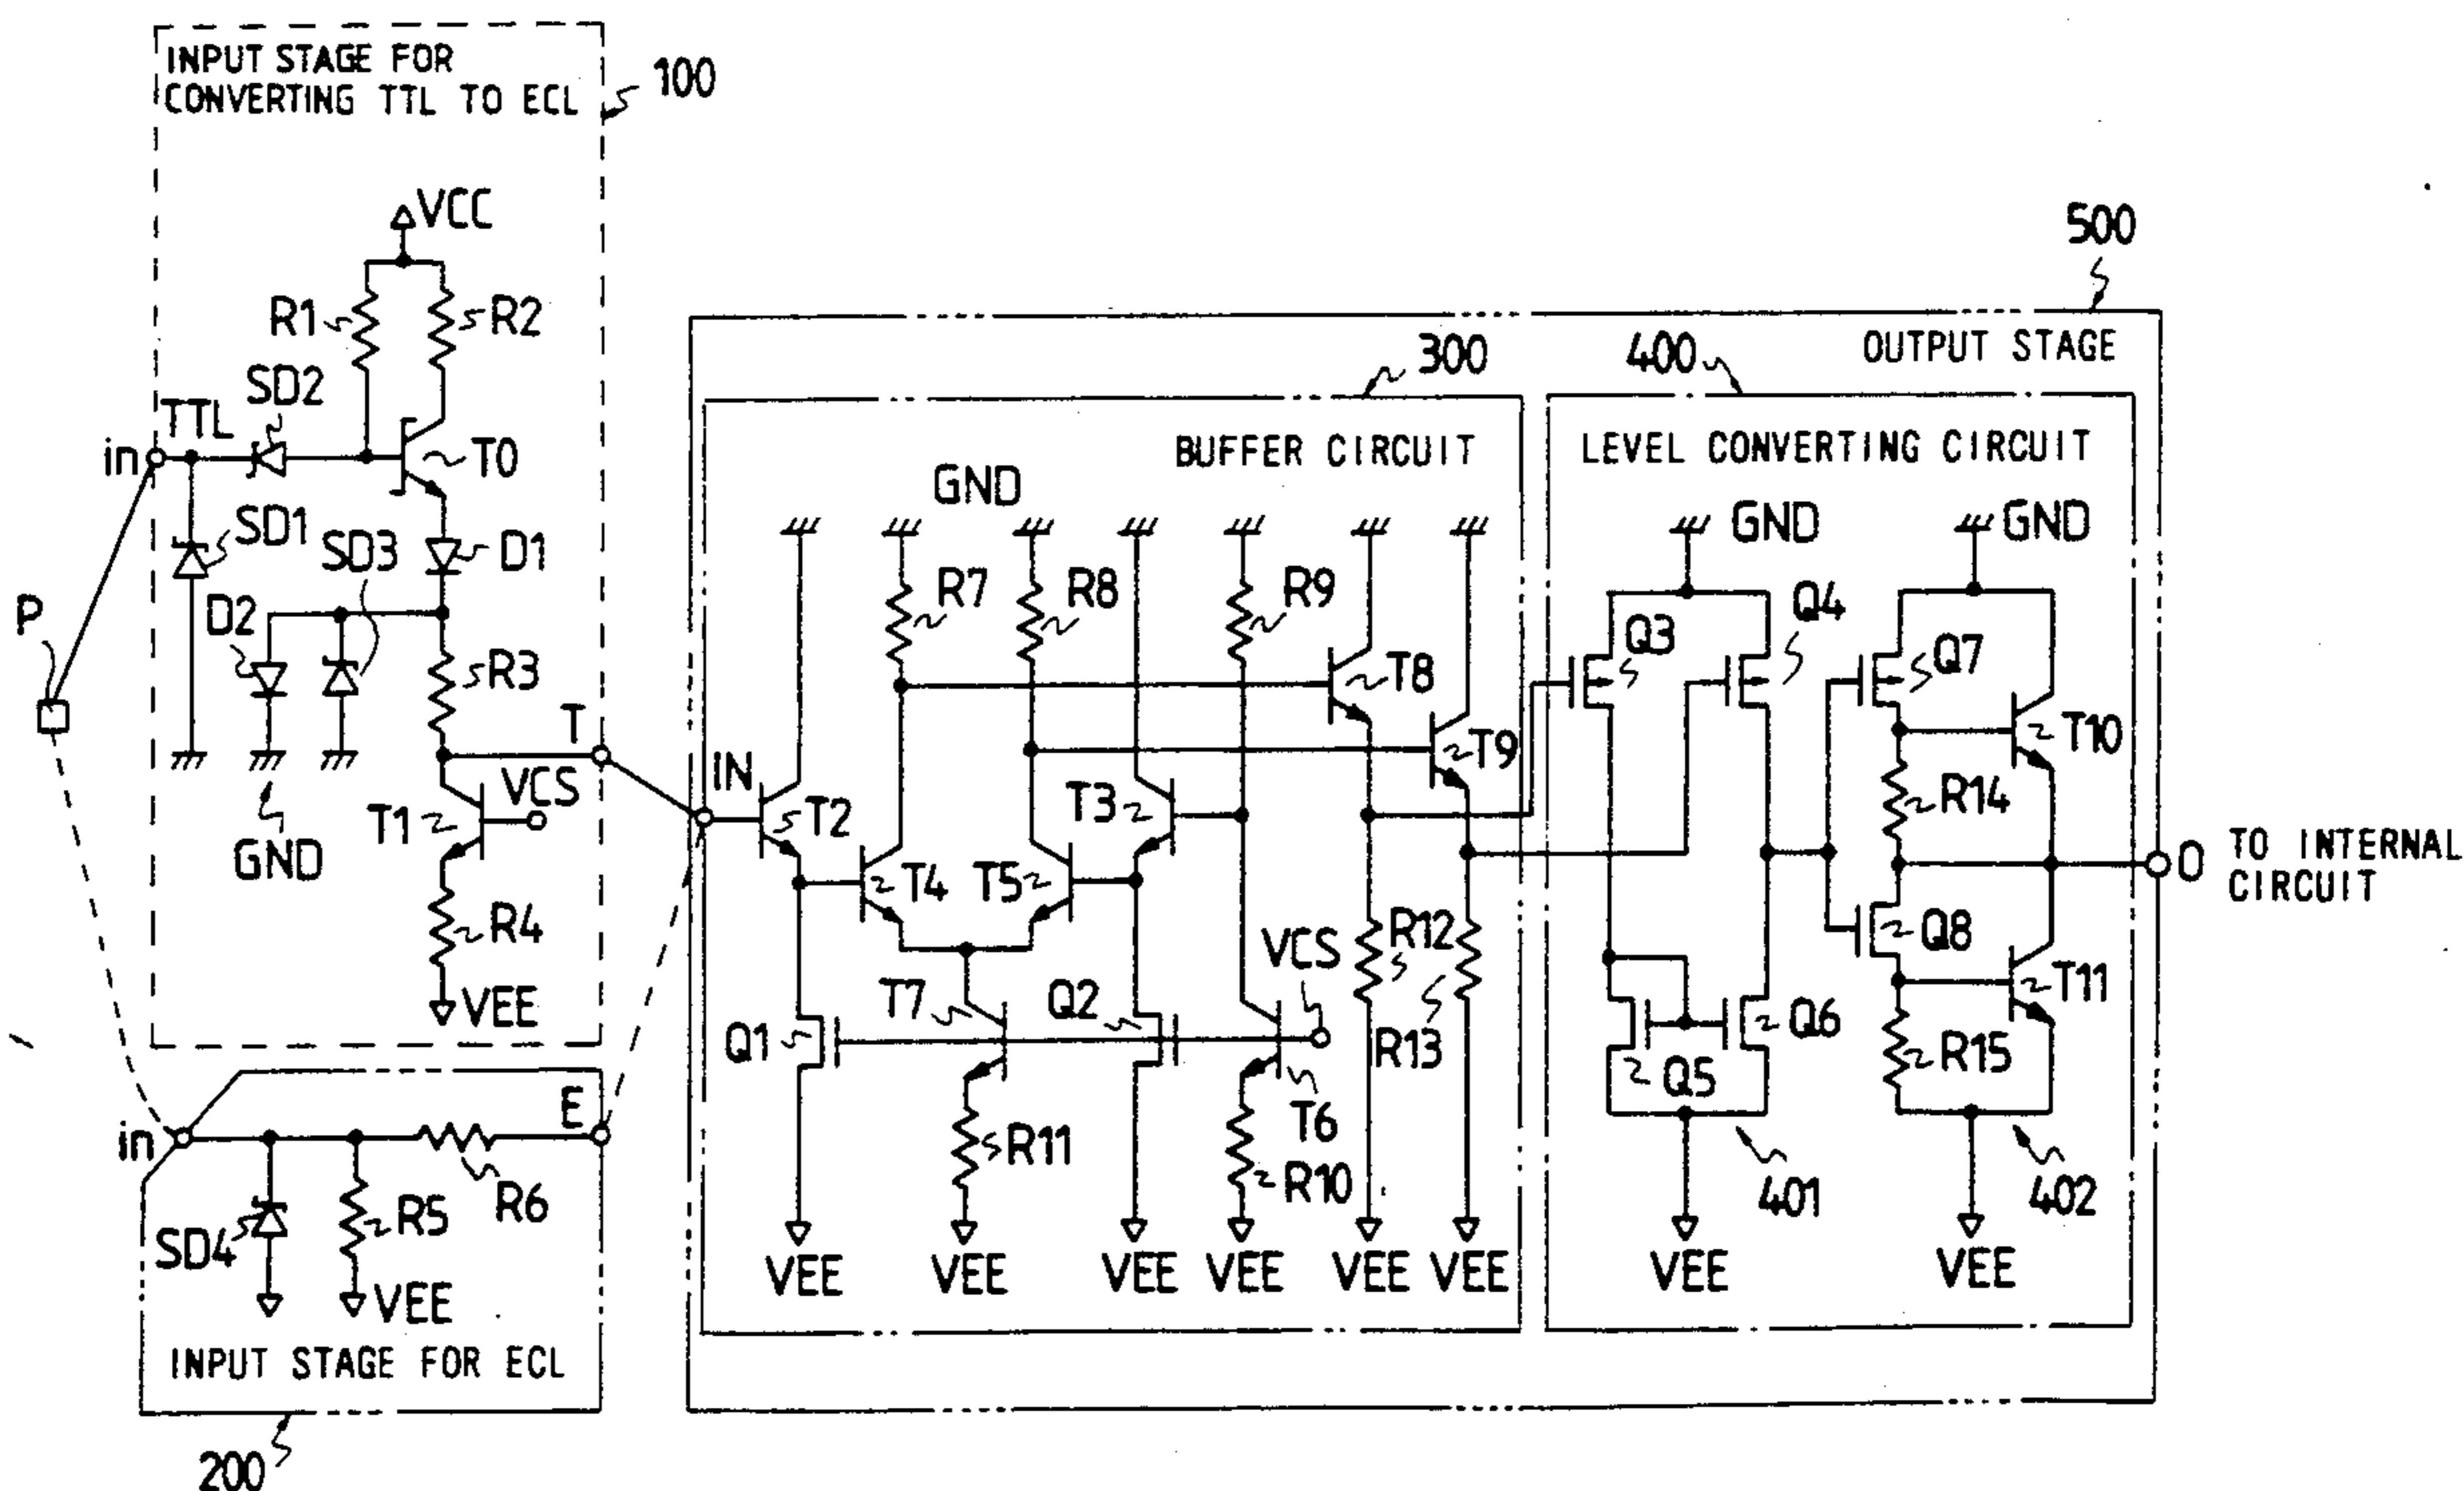 INPUT STAGE FOR
CONVERTING TTL TO ECL
100
VCC
R1
R2
SD2
TTL
in
T0
SD1
SD3
D1
P
D2
R3
T
VCS
T1
GND
R4
VEE
in
E
SD4
R5
R6
VEE
INPUT STAGE FOR ECL
200
500
OUTPUT STAGE
300
400
BUFFER CIRCUIT
LEVEL CONVERTING CIRCUIT
GND
GND
GND
R7
R8
R9
Q3
Q4
Q7
T8
T9
T10
IN
T2
T3
R14
T4
T5
O
TO INTERNAL
CIRCUIT
R12
VCS
Q8
T7
Q2
T11
Q1
R13
Q6
Q5
R15
T6
R11
R10
401
402
VEE
VEE
VEE
VEE
VEE
VEE
VEE
VEE